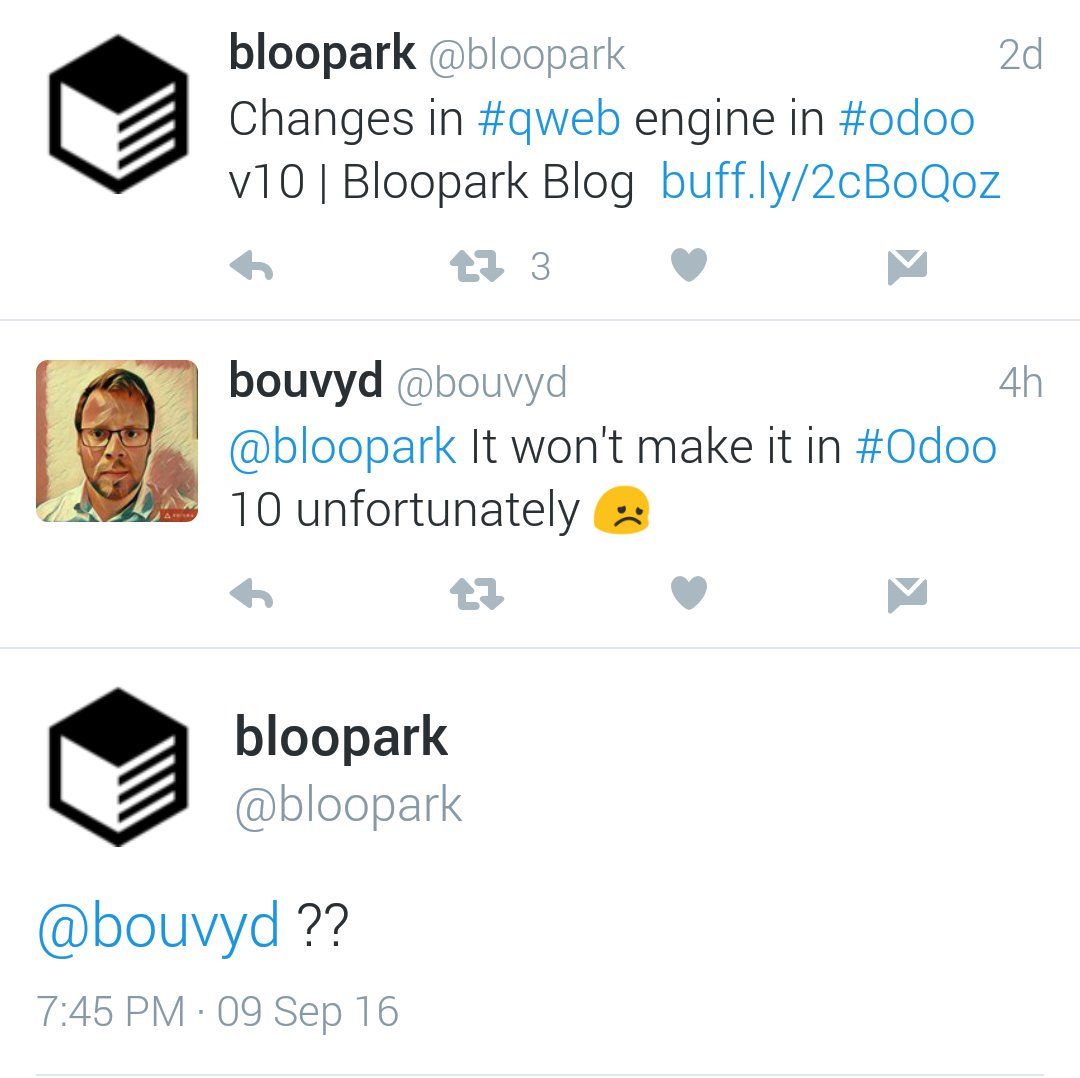 bloopark @bloopark 2d
Changes in #qweb engine in #odoo
v10 | Bloopark Blog buff.ly/2cBoQoz
3
bouvyd @bouvyd 4h
@bloopark It won't make it in #Odoo
10 unfortunately 😞
bloopark
@bloopark
@bouvyd ??
7:45 PM · 09 Sep 16